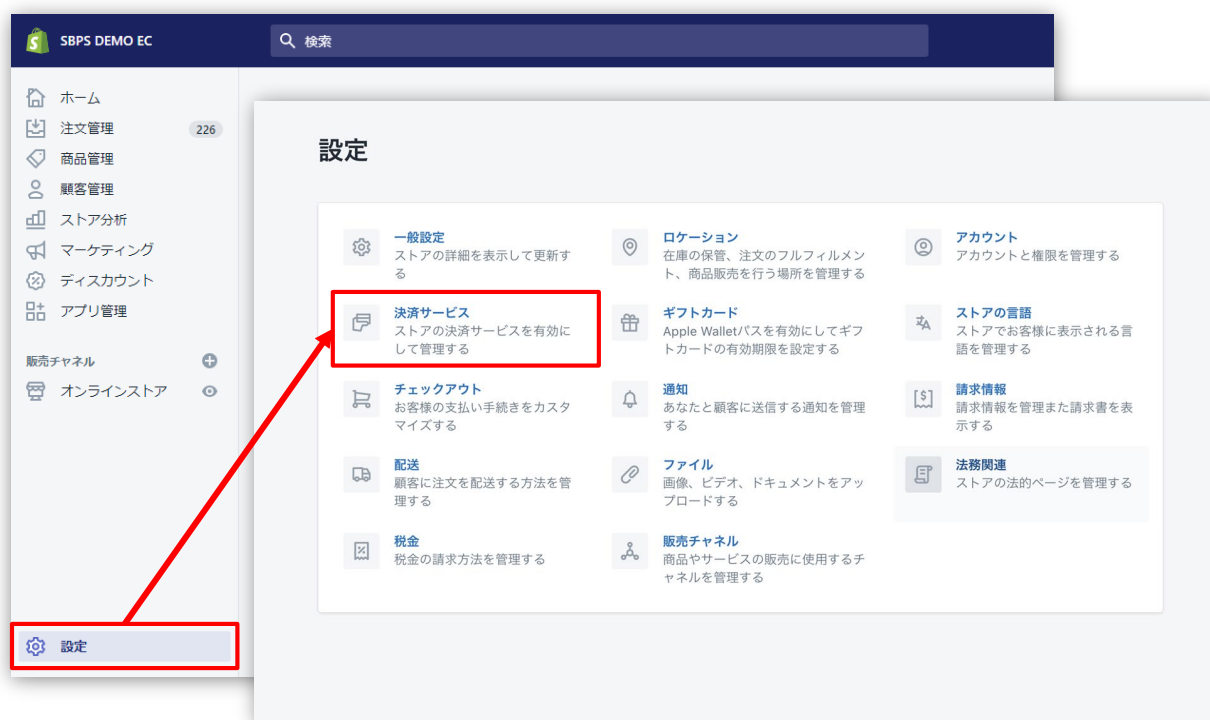 SBPS DEMO EC
検索
ホーム
注文管理
226
商品管理
顧客管理
ストア分析
マーケティング
ディスカウント
アプリ管理
販売チャネル
オンラインストア
設定
設定
一般設定
ストアの詳細を表示して更新す
る
ロケーション
在庫の保管、注文のフルフィルメン
ト、商品販売を行う場所を管理する
アカウント
アカウントと権限を管理する
決済サービス
ストアの決済サービスを有効に
して管理する
ギフトカード
Apple Walletパスを有効にしてギフ
トカードの有効期限を設定する
ストアの言語
ストアでお客様に表示される言
語を管理する
チェックアウト
お客様の支払い手続きをカスタ
マイズする
通知
あなたと顧客に送信する通知を管理
する
請求情報
請求情報を管理また請求書を表
示する
配送
顧客に注文を配送する方法を管
理する
ファイル
画像、ビデオ、ドキュメントをアッ
プロードする
法務関連
ストアの法的ページを管理する
税金
税金の請求方法を管理する
販売チャネル
商品やサービスの販売に使用するチ
ャネルを管理する